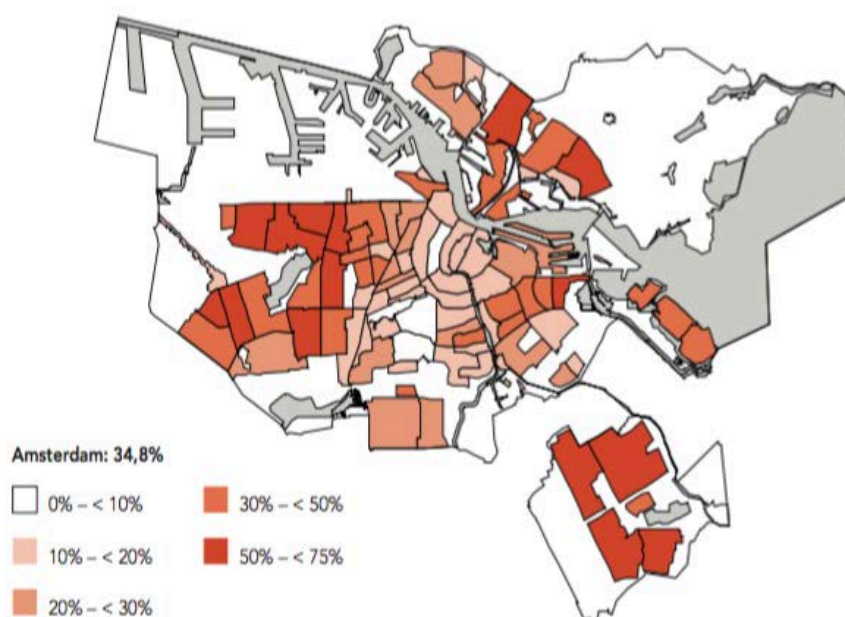 Amsterdam: 34,8%
0% – < 10%
10% – < 20%
20% – < 30%
30% – < 50%
50% – < 75%